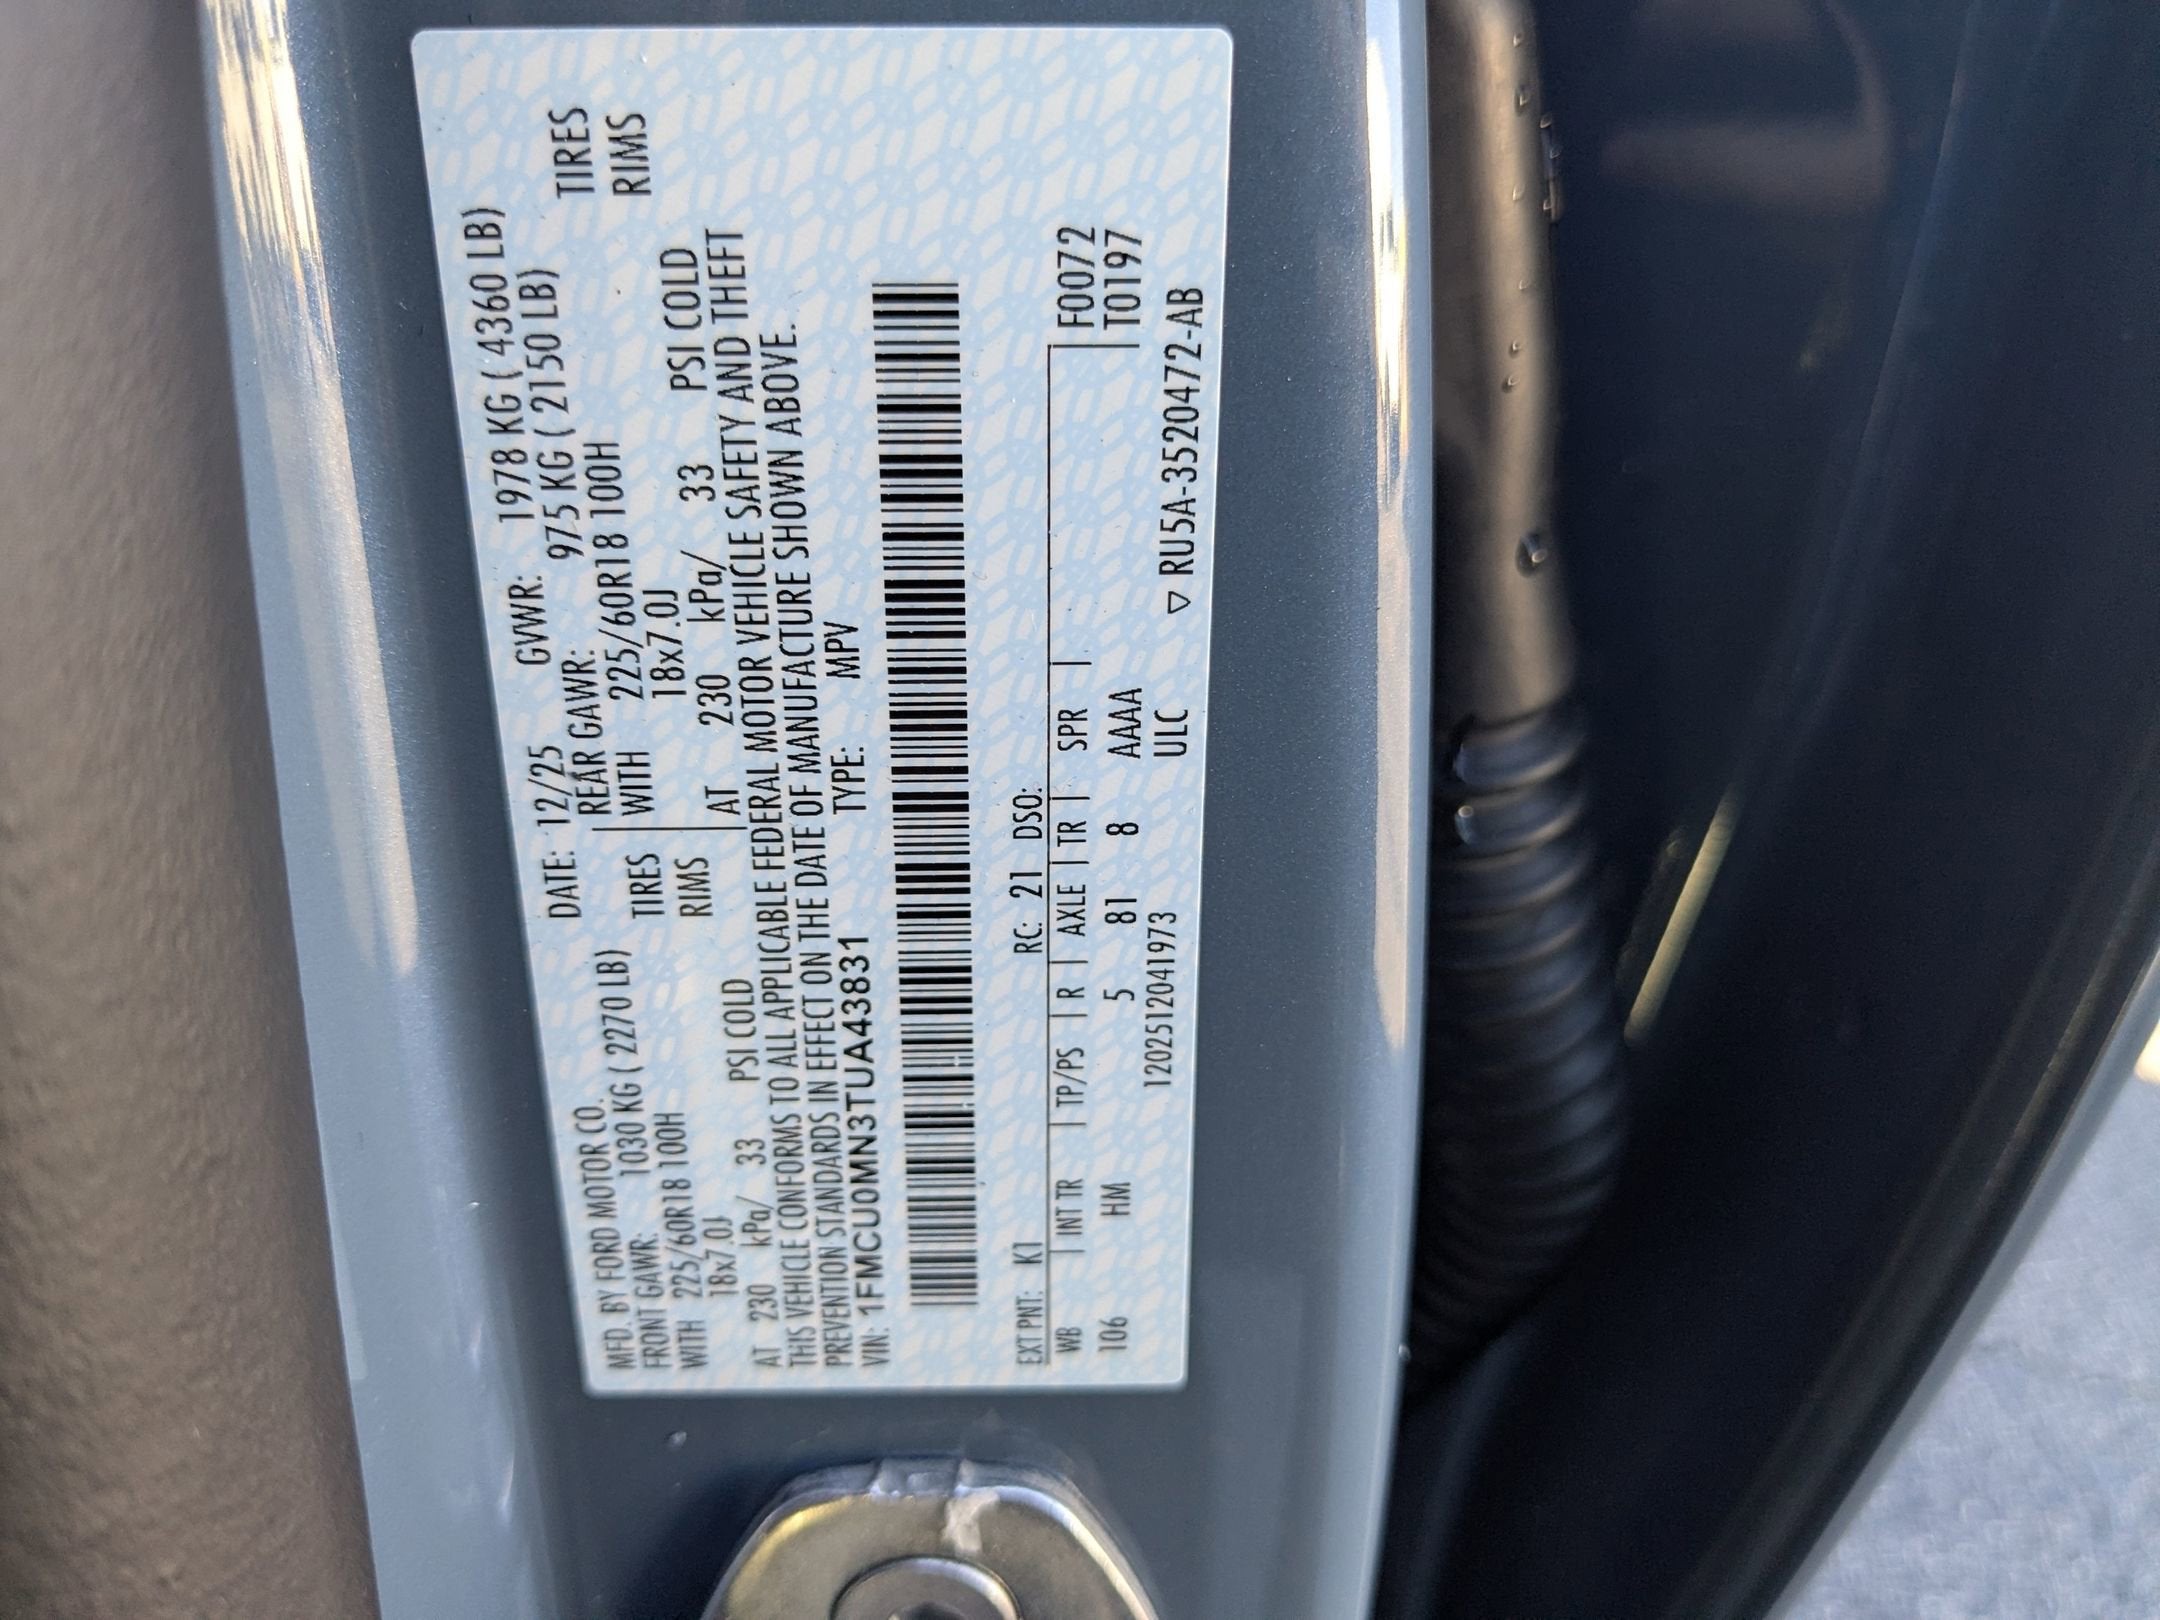 MFD. BY FORD MOTOR CO. DATE: 12/25 GVWR: 1978 KG ( 4360 LB)
FRONT GAWR: 1030 KG ( 2270 LB) REAR GAWR: 975 KG ( 2150 LB)
WITH 225/60R18 100H TIRES WITH 225/60R18 100H TIRES
18x7.0J RIMS 18x7.0J RIMS
AT 230 kPa/ 33 PSI COLD AT 230 kPa/ 33 PSI COLD
THIS VEHICLE CONFORMS TO ALL APPLICABLE FEDERAL MOTOR VEHICLE SAFETY AND THEFT
PREVENTION STANDARDS IN EFFECT ON THE DATE OF MANUFACTURE SHOWN ABOVE.
VIN: 1FMCU0MN3TUA43831 TYPE: MPV
EXT PNT: K1 RC: 21 DSO:
WB | INT TR | TP/PS | R | AXLE | TR | SPR | F0072
106 HM 5 81 8 AAAA T0197
1202512041973 ULC
▽ RU5A-3520472-AB